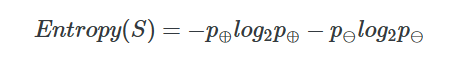 Entropy(S) = −p⊕log₂p⊕ − p⊖log₂p⊖